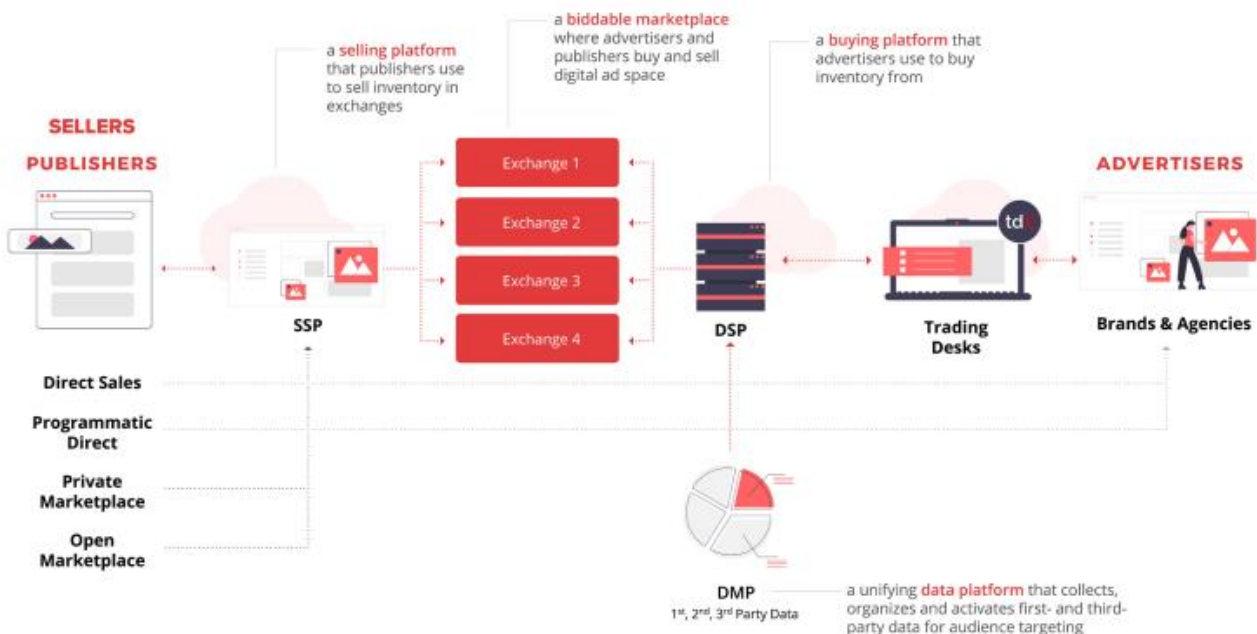 a selling platform
that publishers use
to sell inventory in
exchanges
a biddable marketplace
where advertisers and
publishers buy and sell
digital ad space
a buying platform that
advertisers use to buy
inventory from
SELLERS
PUBLISHERS
ADVERTISERS
Exchange 1
Exchange 2
Exchange 3
Exchange 4
td
SSP
DSP
Trading
Desks
Brands & Agencies
Direct Sales
Programmatic
Direct
Private
Marketplace
Open
Marketplace
DMP
1st, 2nd, 3rd Party Data
a unifying data platform that collects,
organizes and activates first- and third-
party data for audience targeting